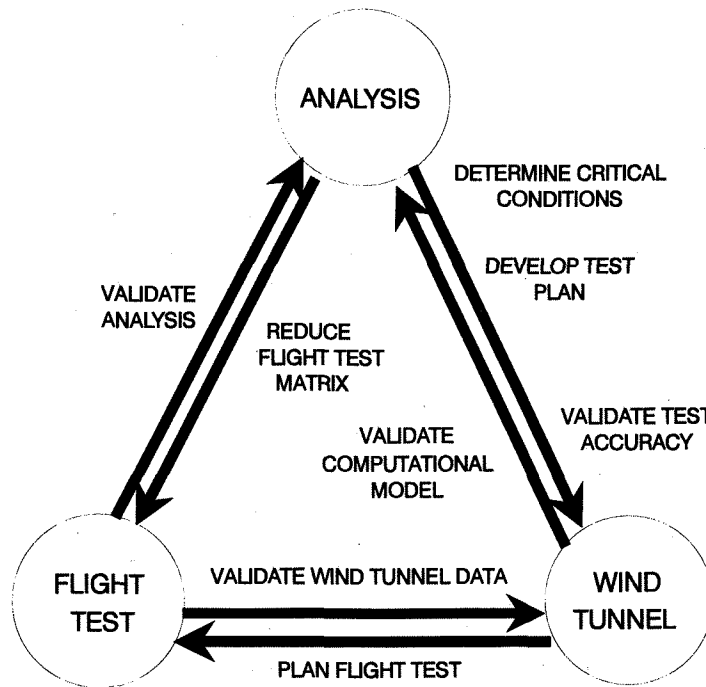 ANALYSIS
DETERMINE CRITICAL
CONDITIONS
DEVELOP TEST
PLAN
VALIDATE
ANALYSIS
REDUCE
FLIGHT TEST
MATRIX
VALIDATE TEST
ACCURACY
VALIDATE
COMPUTATIONAL
MODEL
FLIGHT
TEST
VALIDATE WIND TUNNEL DATA
WIND
TUNNEL
PLAN FLIGHT TEST